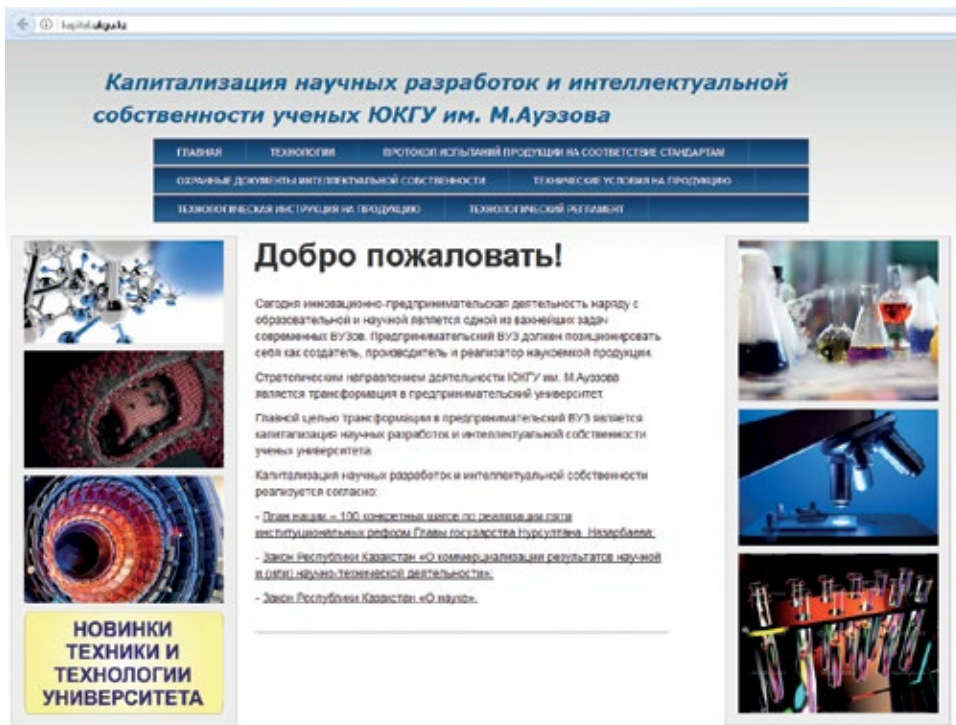 kapital.ukgu.kz
Капитализация научных разработок и интеллектуальной
собственности ученых ЮКГУ им. М.Ауэзова
ГЛАВНАЯ ТЕХНОЛОГИИ ПРОТОКОЛ ИСПЫТАНИЙ ПРОДУКЦИИ НА СООТВЕТСТВИЕ СТАНДАРТАМ
ОХРАННЫЕ ДОКУМЕНТЫ ИНТЕЛЛЕКТУАЛЬНОЙ СОБСТВЕННОСТИ ТЕХНИЧЕСКИЕ УСЛОВИЯ НА ПРОДУКЦИЮ
ТЕХНОЛОГИЧЕСКАЯ ИНСТРУКЦИЯ НА ПРОДУКЦИЮ ТЕХНОЛОГИЧЕСКИЙ РЕГЛАМЕНТ
Добро пожаловать!
Сегодня инновационно-предпринимательская деятельность наряду с
образовательной и научной является одной из важнейших задач
современных ВУЗов. Предпринимательский ВУЗ должен позиционировать
себя как создатель, производитель и реализатор наукоемкой продукции.
Стратегическим направлением деятельности ЮКГУ им. М.Ауэзова
является трансформация в предпринимательский университет.
Главной целью трансформации в предпринимательский ВУЗ является
капитализация научных разработок и интеллектуальной собственности
ученых университета.
Капитализация научных разработок и интеллектуальной собственности
реализуется согласно:
- План нации – 100 конкретных шагов по реализации пяти
институциональных реформ Главы государства Нурсултана Назарбаева;
- Закон Республики Казахстан «О коммерциализации результатов научной
и (или) научно-технической деятельности»;
- Закон Республики Казахстан «О науке».
НОВИНКИ
ТЕХНИКИ И
ТЕХНОЛОГИИ
УНИВЕРСИТЕТА